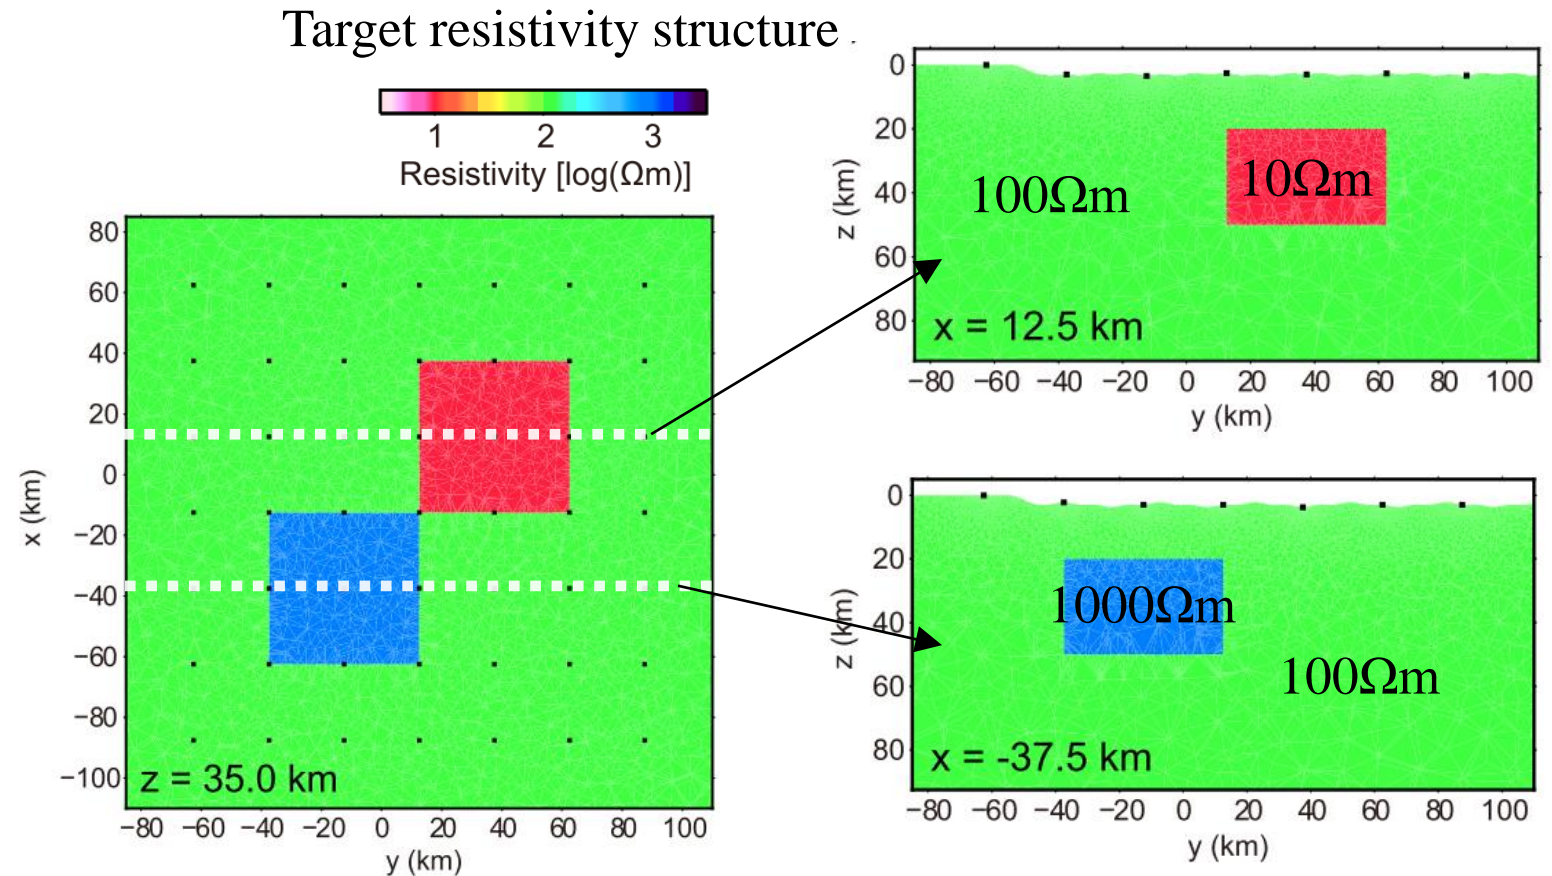 Target resistivity structure
1 2 3
Resistivity [log(Ωm)]
80
60
40
20
0
−20
−40
−60
−80
−100
x (km)
z = 35.0 km
−80 −60 −40 −20 0 20 40 60 80 100
y (km)
0
20
40
60
80
z (km)
100Ωm
10Ωm
x = 12.5 km
−80 −60 −40 −20 0 20 40 60 80 100
y (km)
0
20
40
60
80
z (km)
1000Ωm
100Ωm
x = -37.5 km
−80 −60 −40 −20 0 20 40 60 80 100
y (km)